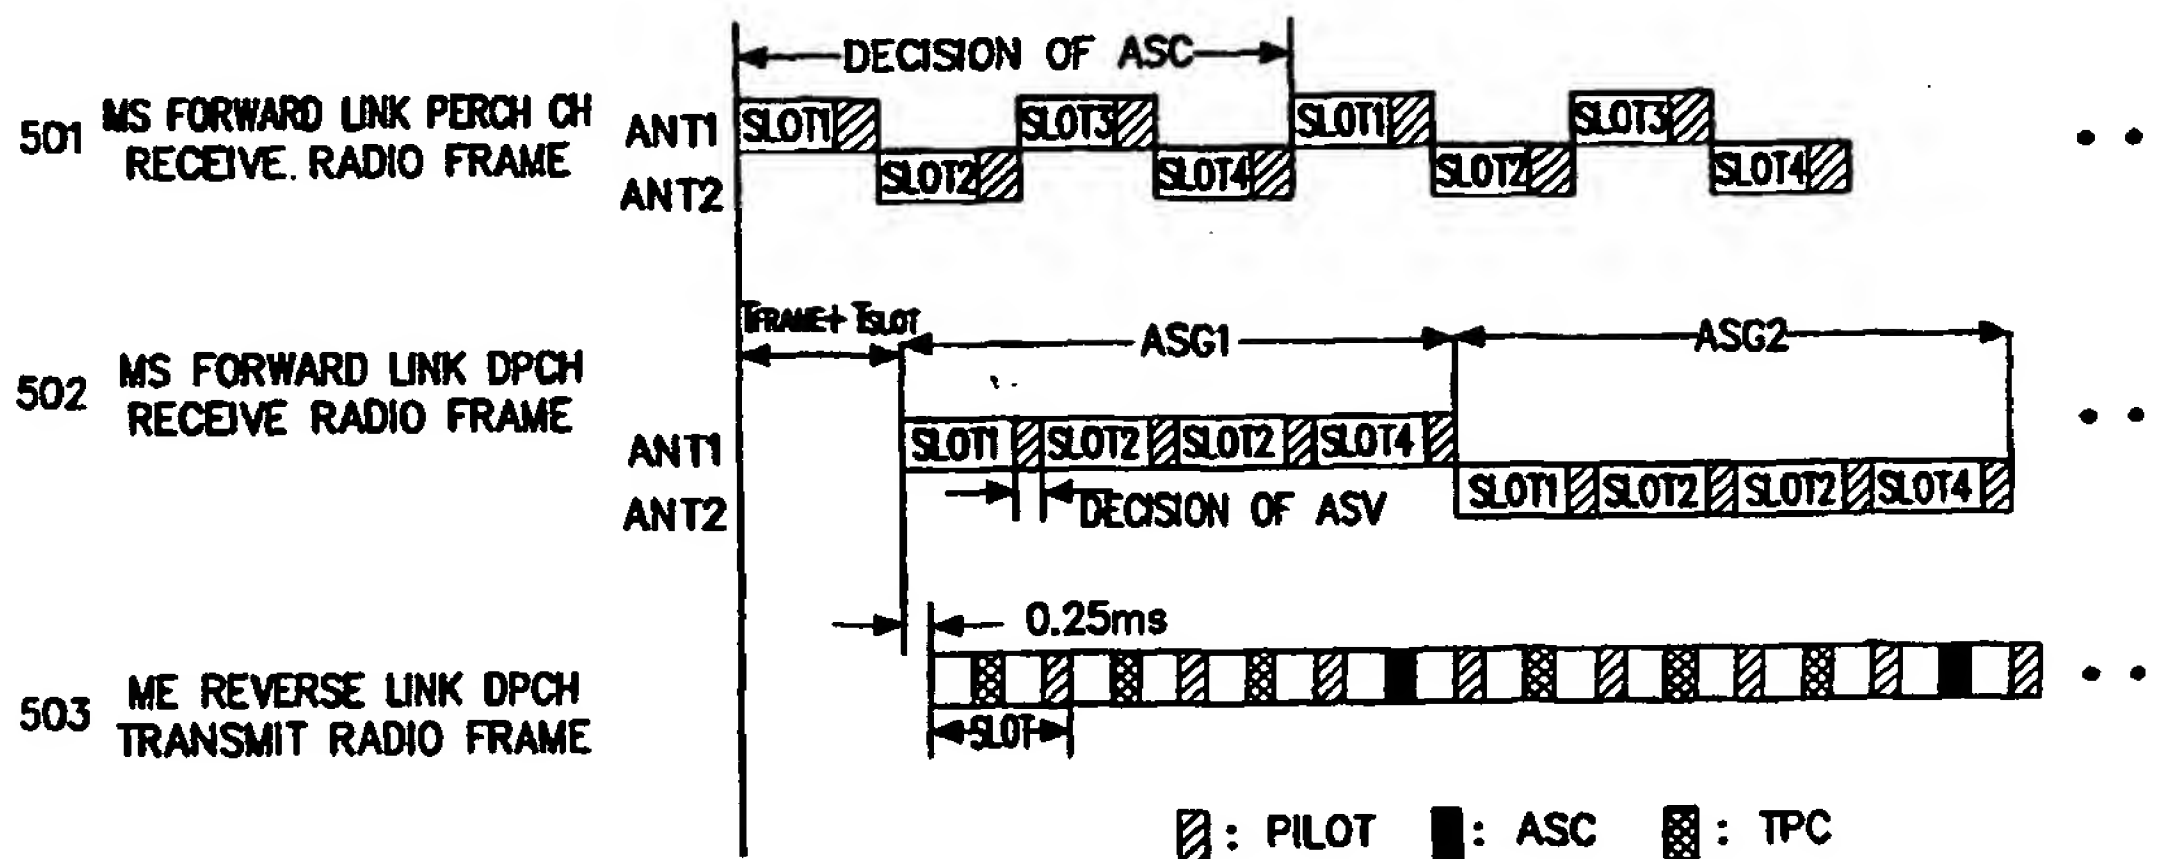 DECISION OF ASC
501 MS FORWARD LINK PERCH CH
RECEIVE. RADIO FRAME
ANT1 SLOT1 SLOT3 SLOT1 SLOT3
ANT2 SLOT2 SLOT4 SLOT2 SLOT4
TFRAME+ TSLOT ASG1 ASG2
502 MS FORWARD LINK DPCH
RECEIVE RADIO FRAME
ANT1 SLOT1 SLOT2 SLOT2 SLOT4
ANT2 SLOT1 SLOT2 SLOT2 SLOT4
DECISION OF ASV
0.25ms
503 ME REVERSE LINK DPCH
TRANSMIT RADIO FRAME
SLOT
: PILOT : ASC : TPC